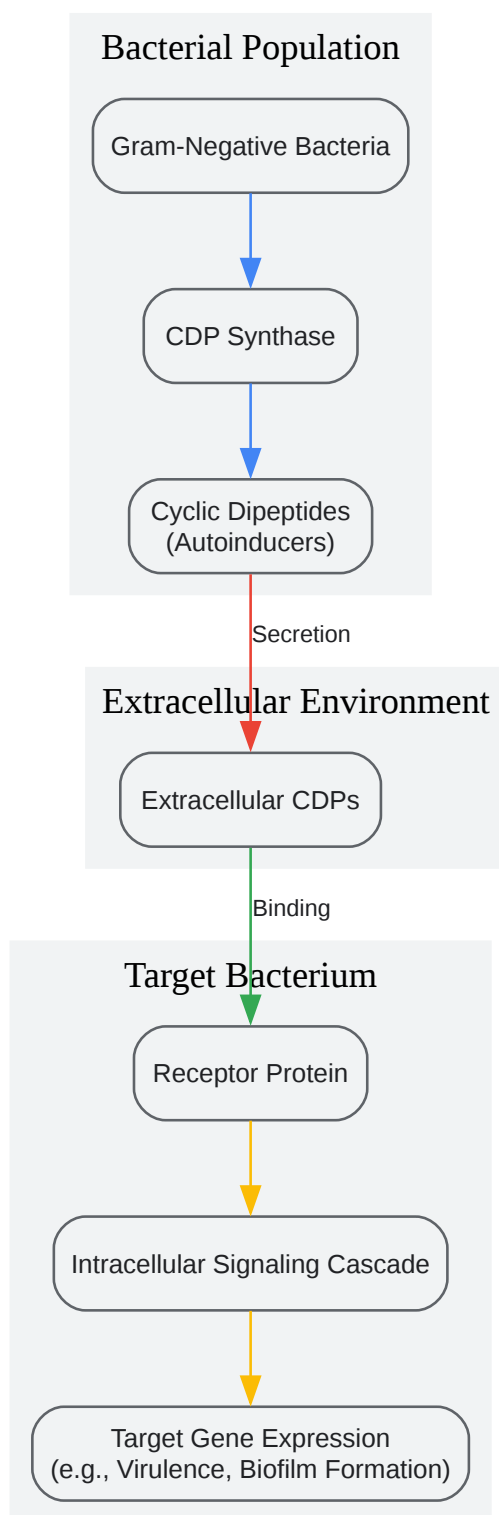 Bacterial Population
Gram-Negative Bacteria
CDP Synthase
Cyclic Dipeptides
(Autoinducers)
Secretion
Extracellular Environment
Extracellular CDPs
Binding
Target Bacterium
Receptor Protein
Intracellular Signaling Cascade
Target Gene Expression
(e.g., Virulence, Biofilm Formation)